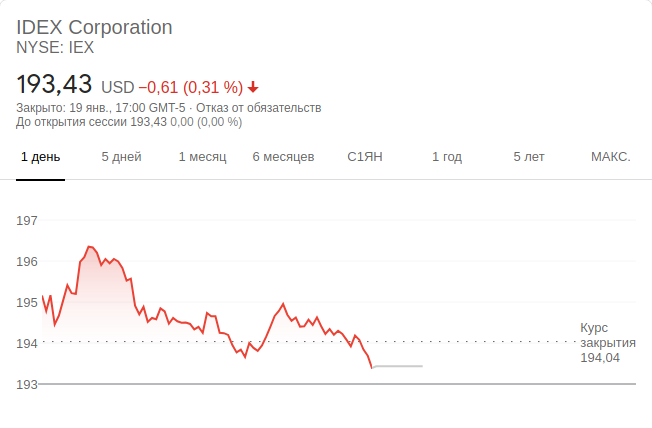 IDEX Corporation
NYSE: IEX
193,43 USD −0,61 (0,31 %)
Закрыто: 19 янв., 17:00 GMT-5 · Отказ от обязательств
До открытия сессии 193,43 0,00 (0,00 %)
1 день 5 дней 1 месяц 6 месяцев С1ЯН 1 год 5 лет МАКС.
197
196
195
194
193
Курс
закрытия
194,04